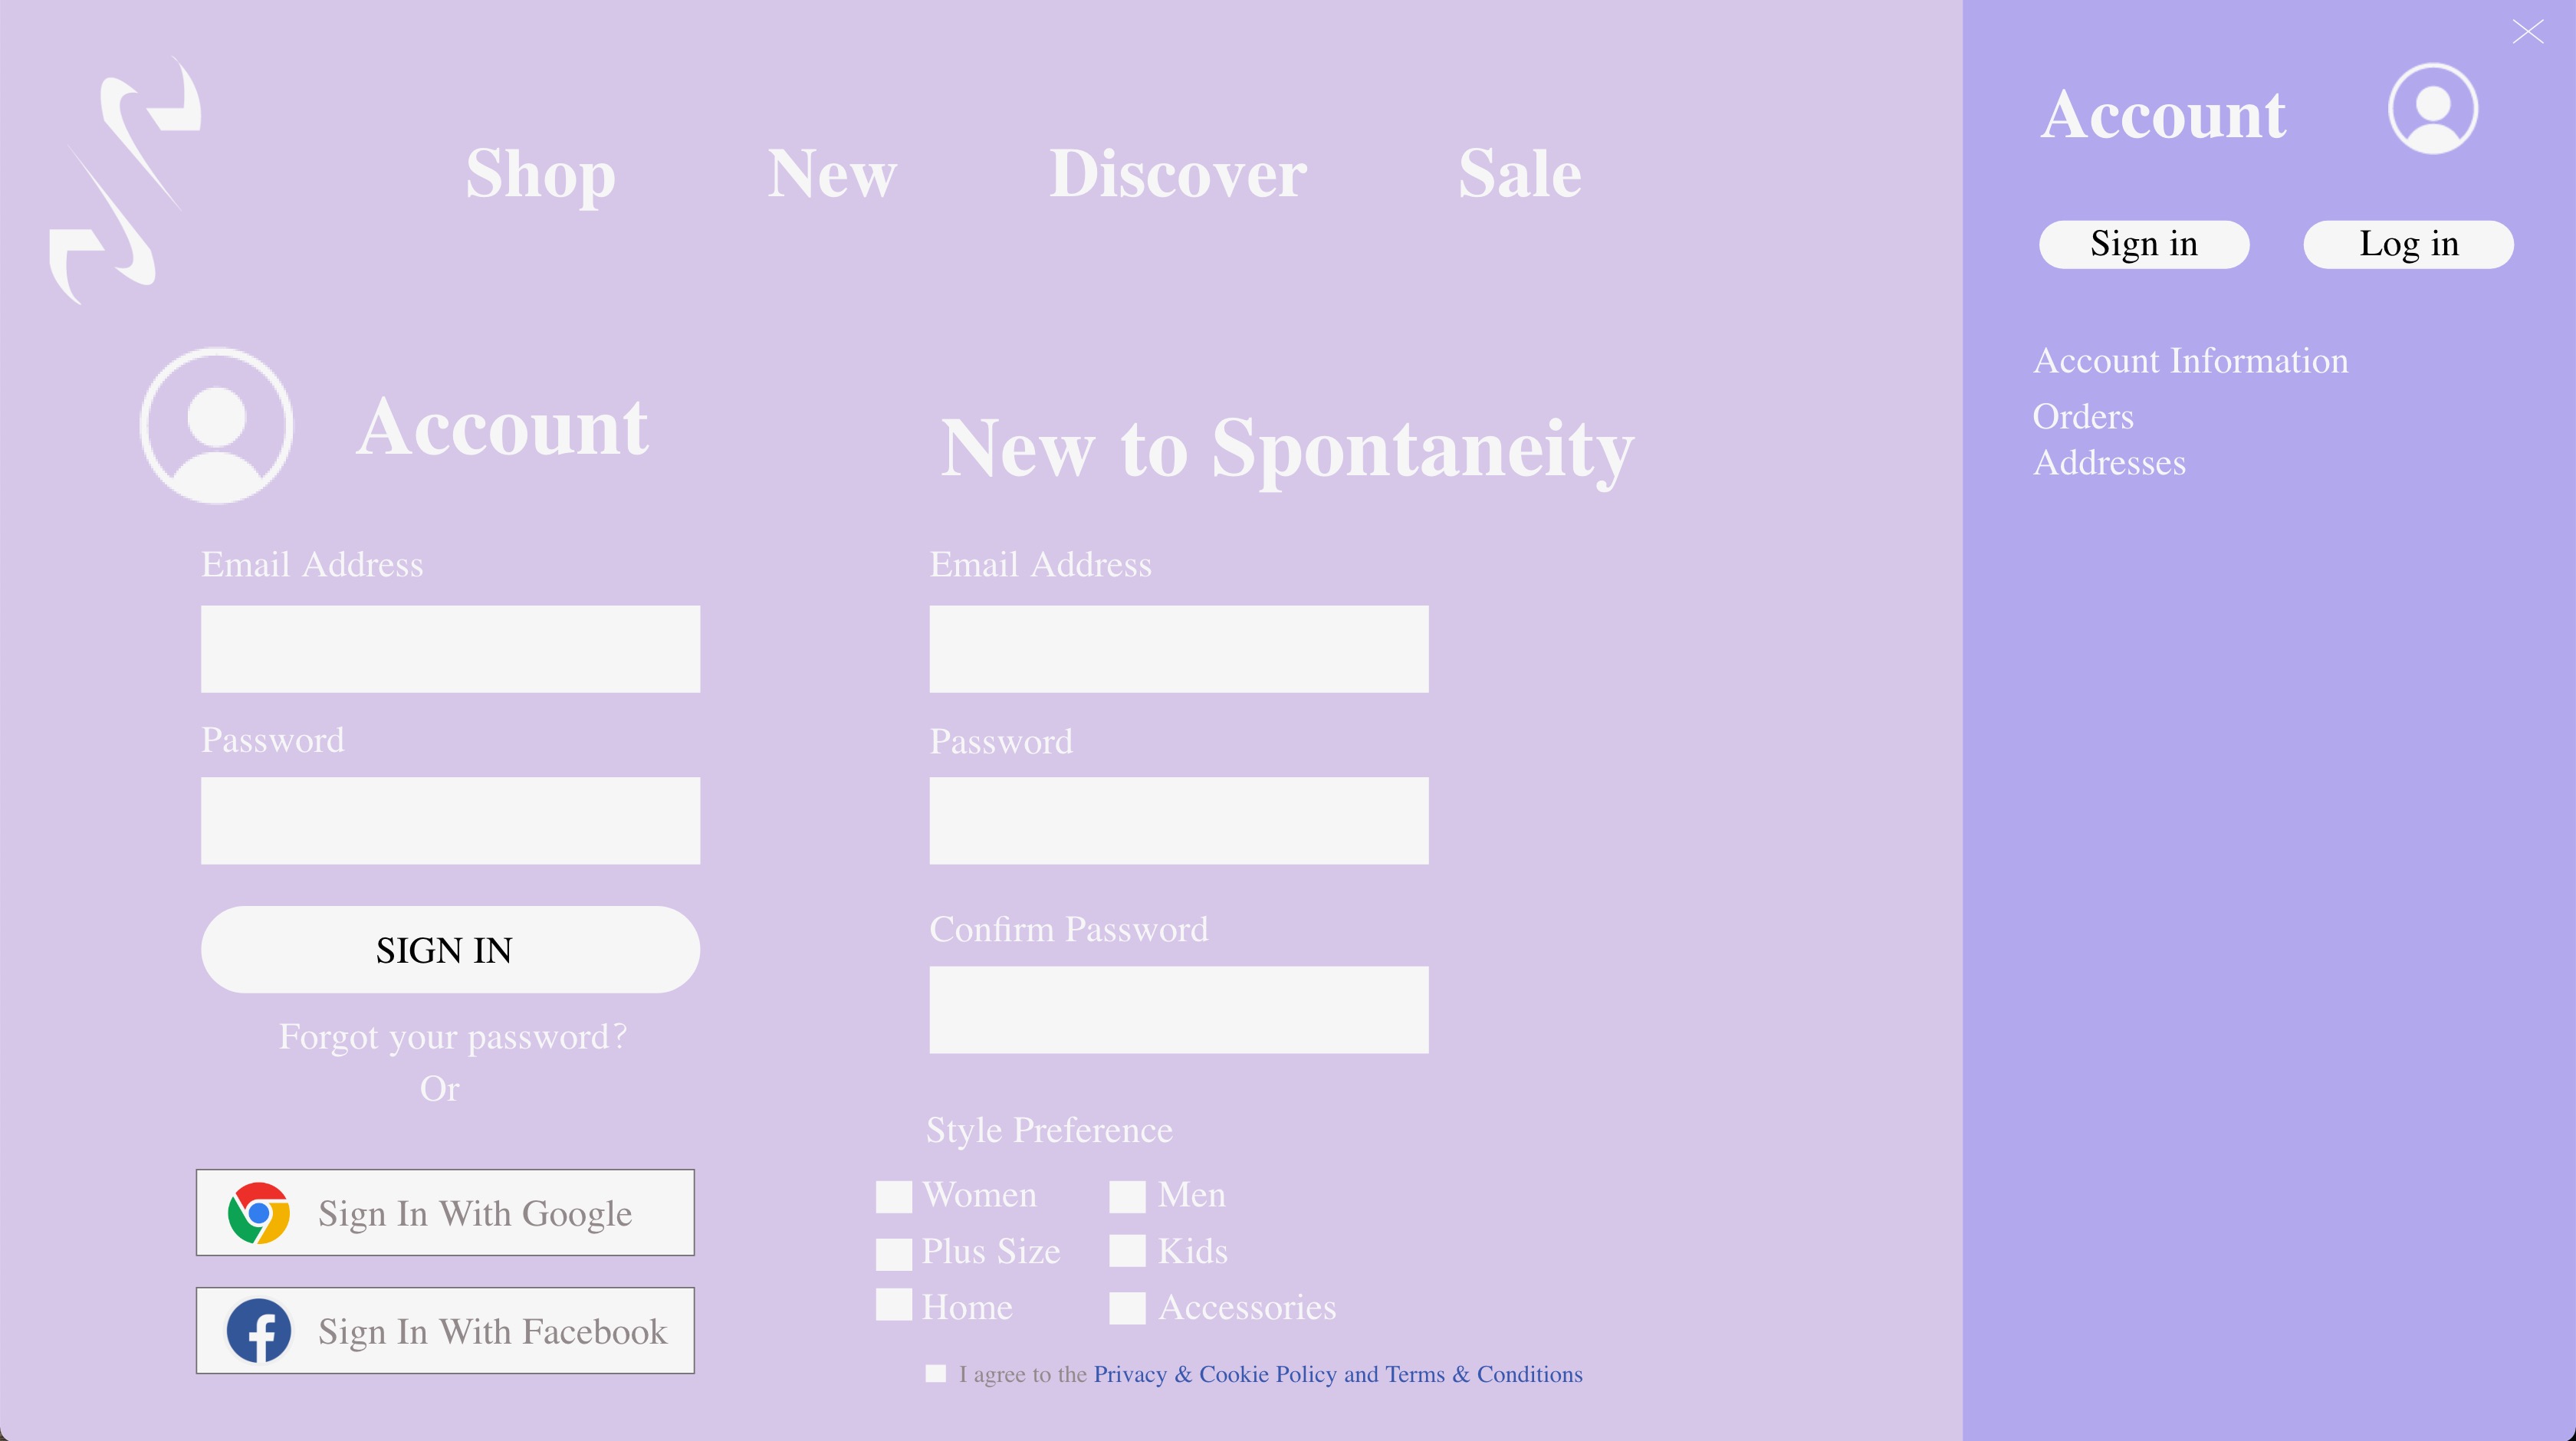 Shop New Discover Sale
Account
Email Address
Password
SIGN IN
Forgot your password?
Or
Sign In With Google
Sign In With Facebook
New to Spontaneity
Email Address
Password
Confirm Password
Style Preference
Women Men
Plus Size Kids
Home Accessories
I agree to the Privacy & Cookie Policy and Terms & Conditions
Account
Sign in Log in
Account Information
Orders
Addresses